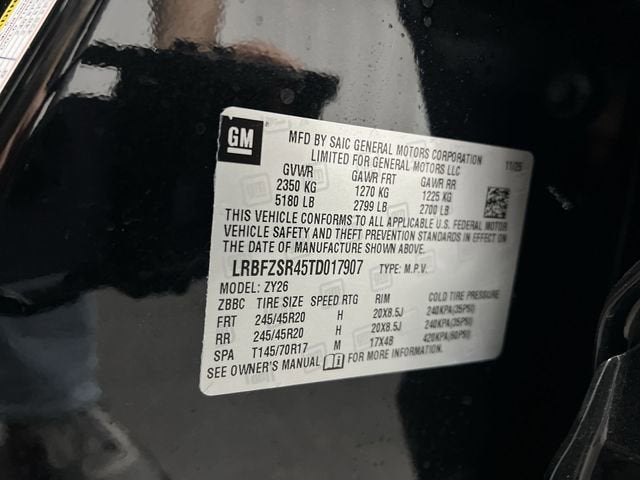 GM
MFD BY SAIC GENERAL MOTORS CORPORATION
LIMITED FOR GENERAL MOTORS LLC
11/25
GVWR GAWR FRT GAWR RR
2350 KG 1270 KG 1225 KG
5180 LB 2799 LB 2700 LB
THIS VEHICLE CONFORMS TO ALL APPLICABLE U.S. FEDERAL MOTOR
VEHICLE SAFETY AND THEFT PREVENTION STANDARDS IN EFFECT ON
THE DATE OF MANUFACTURE SHOWN ABOVE.
LRBFZSR45TD017907 TYPE: M.P.V.
MODEL: ZY26
ZBBC TIRE SIZE SPEED RTG RIM COLD TIRE PRESSURE
FRT 245/45R20 H 20X8.5J 240KPA(35PSI)
RR 245/45R20 H 20X8.5J 240KPA(35PSI)
SPA T145/70R17 M 17X4B 420KPA(60PSI)
SEE OWNER'S MANUAL FOR MORE INFORMATION.